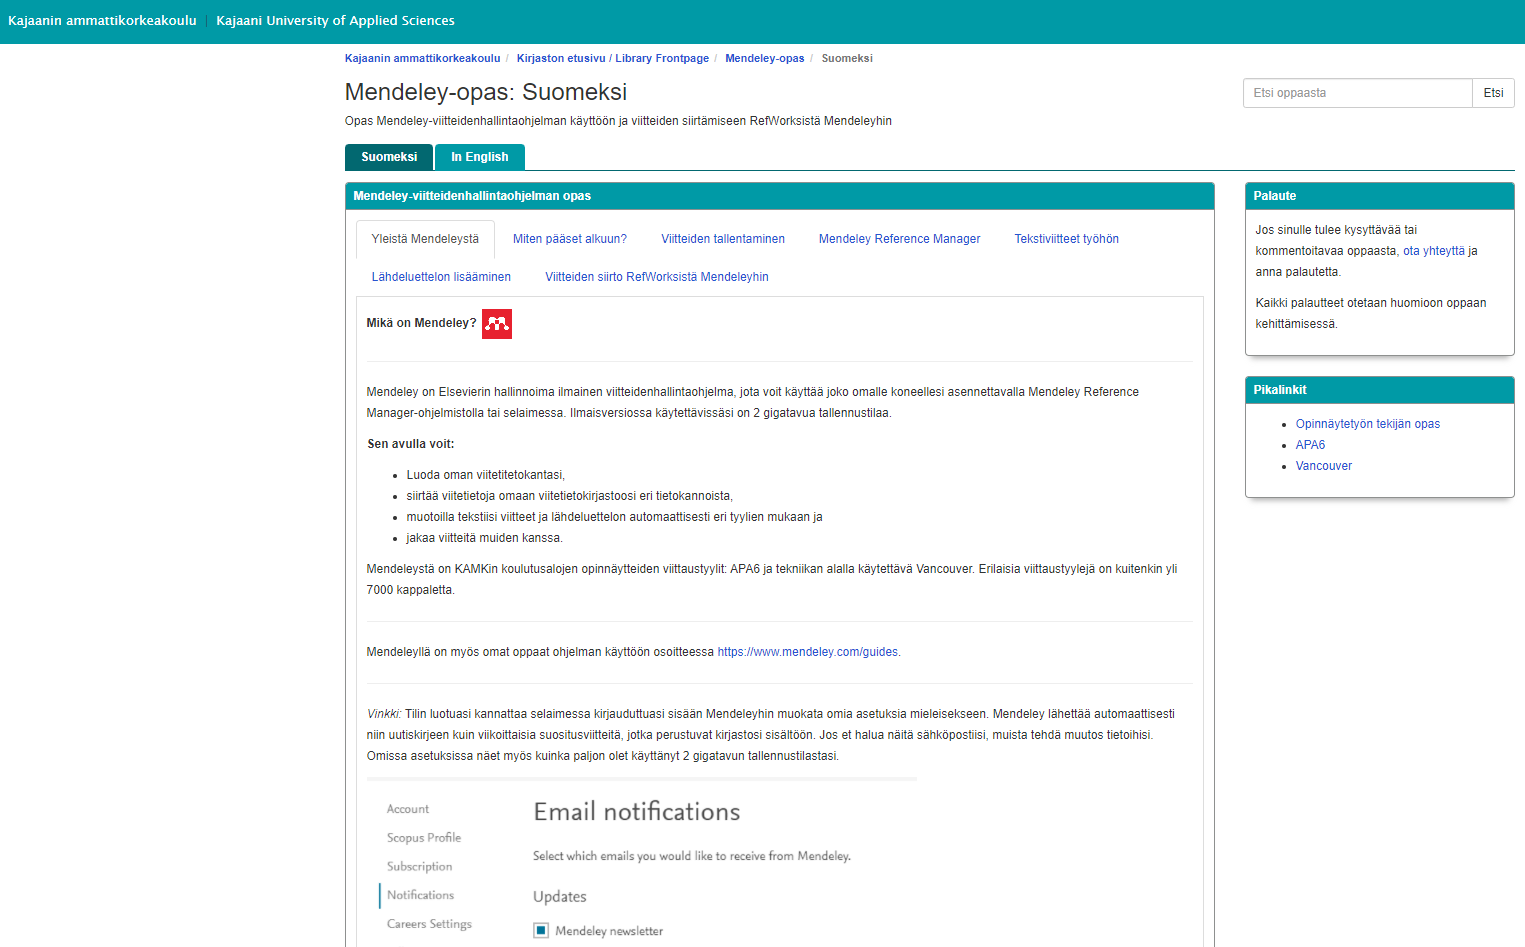 Kajaanin ammattikorkeakoulu | Kajaani University of Applied Sciences
Kajaanin ammattikorkeakoulu / Kirjaston etusivu / Library Frontpage / Mendeley-opas / Suomeksi
Mendeley-opas: Suomeksi
Etsi oppaasta
Etsi
Opas Mendeley-viitteidenhallintaohjelman käyttöön ja viitteiden siirtämiseen RefWorksistä Mendeleyhin
Suomeksi
In English
Mendeley-viitteidenhallintaohjelman opas
Yleistä Mendeleystä
Miten pääset alkuun?
Viitteiden tallentaminen
Mendeley Reference Manager
Tekstiviitteet työhön
Lähdeluettelon lisääminen
Viitteiden siirto RefWorksistä Mendeleyhin
Mikä on Mendeley?
Mendeley on Elsevierin hallinnoima ilmainen viitteidenhallintaohjelma, jota voit käyttää joko omalle koneellesi asennettavalla Mendeley Reference
Manager-ohjelmistolla tai selaimessa. Ilmaisversiossa käytettävissäsi on 2 gigatavua tallennustilaa.
Sen avulla voit:
Luoda oman viitetitetokantasi,
siirtää viitetietoja omaan viitetietokirjastoosi eri tietokannoista,
muotoilla tekstiisi viitteet ja lähdeluettelon automaattisesti eri tyylien mukaan ja
jakaa viitteitä muiden kanssa.
Mendeleystä on KAMKin koulutusalojen opinnäytteiden viittaustyylit: APA6 ja tekniikan alalla käytettävä Vancouver. Erilaisia viittaustyylejä on kuitenkin yli
7000 kappaletta.
Mendeleyllä on myös omat oppaat ohjelman käyttöön osoitteessa https://www.mendeley.com/guides.
Vinkki: Tilin luotuasi kannattaa selaimessa kirjauduttuasi sisään Mendeleyhin muokata omia asetuksia mieleisekseen. Mendeley lähettää automaattisesti
niin uutiskirjeen kuin viikoittaisia suositusviitteitä, jotka perustuvat kirjastosi sisältöön. Jos et halua näitä sähköpostiisi, muista tehdä muutos tietoihisi.
Omissa asetuksissa näet myös kuinka paljon olet käyttänyt 2 gigatavun tallennustilastasi.
Account
Scopus Profile
Subscription
Notifications
Careers Settings
Email notifications
Select which emails you would like to receive from Mendeley.
Updates
Mendeley newsletter
Palaute
Jos sinulle tulee kysyttävää tai
kommentoitavaa oppaasta, ota yhteyttä ja
anna palautetta.
Kaikki palautteet otetaan huomioon oppaan
kehittämisessä.
Pikalinkit
Opinnäytetyön tekijän opas
APA6
Vancouver